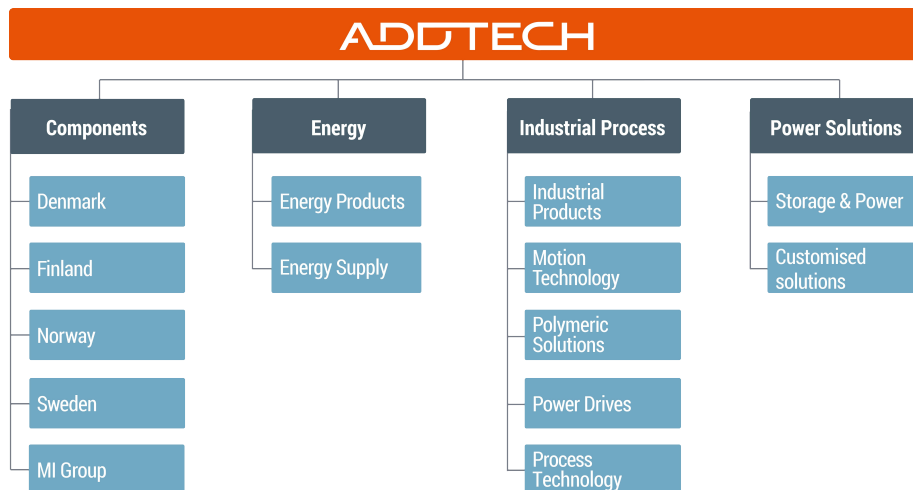 ADDTECH
Components
Denmark
Finland
Norway
Sweden
MI Group
Energy
Energy Products
Energy Supply
Industrial Process
Industrial
Products
Motion
Technology
Polymeric
Solutions
Power Drives
Process
Technology
Power Solutions
Storage & Power
Customised
solutions